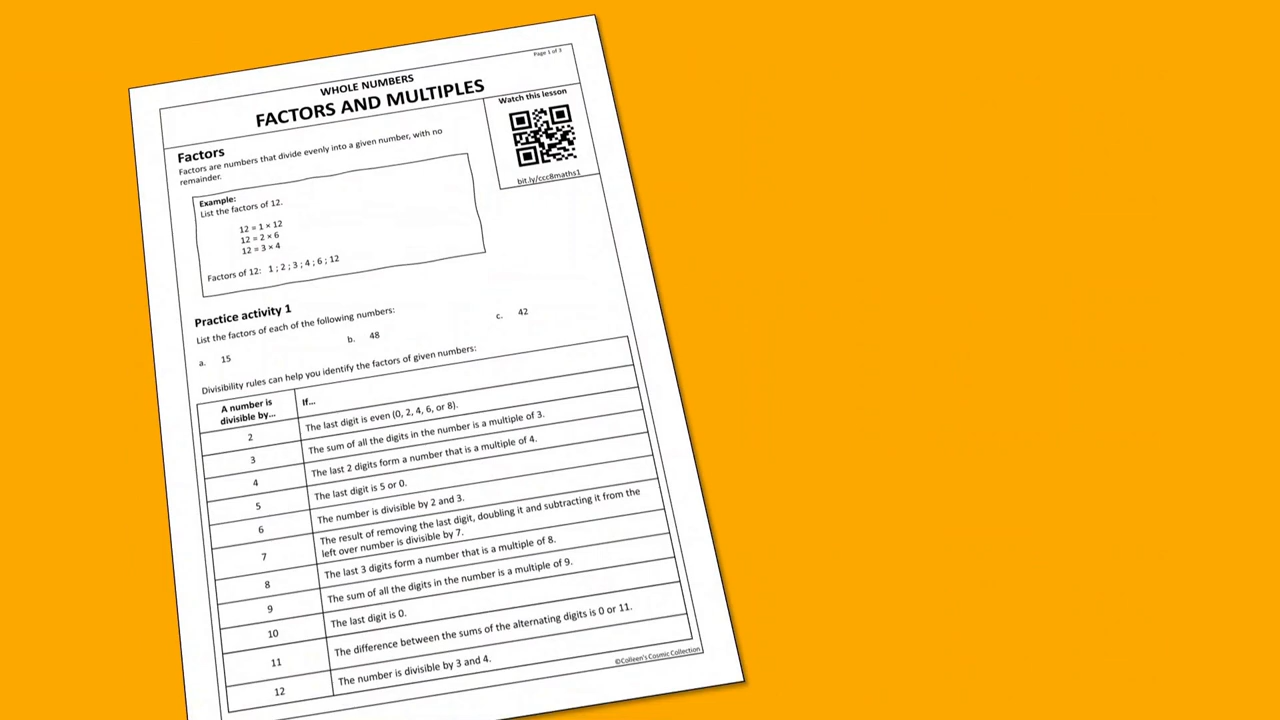 Page 1 of 3
WHOLE NUMBERS
FACTORS AND MULTIPLES
Watch this lesson
bit.ly/ccc8maths1
Factors
Factors are numbers that divide evenly into a given number, with no
remainder.
Example:
List the factors of 12.
12 = 1 × 12
12 = 2 × 6
12 = 3 × 4
Factors of 12: 1 ; 2 ; 3 ; 4 ; 6 ; 12
Practice activity 1
List the factors of each of the following numbers:
a. 15 b. 48 c. 42
Divisibility rules can help you identify the factors of given numbers:
A number is
divisible by... If...
2 The last digit is even (0, 2, 4, 6, or 8).
3 The sum of all the digits in the number is a multiple of 3.
4 The last 2 digits form a number that is a multiple of 4.
5 The last digit is 5 or 0.
6 The number is divisible by 2 and 3.
7 The result of removing the last digit, doubling it and subtracting it from the
left over number is divisible by 7.
8 The last 3 digits form a number that is a multiple of 8.
9 The sum of all the digits in the number is a multiple of 9.
10 The last digit is 0.
11 The difference between the sums of the alternating digits is 0 or 11.
12 The number is divisible by 3 and 4.
©Colleen's Cosmic Collection